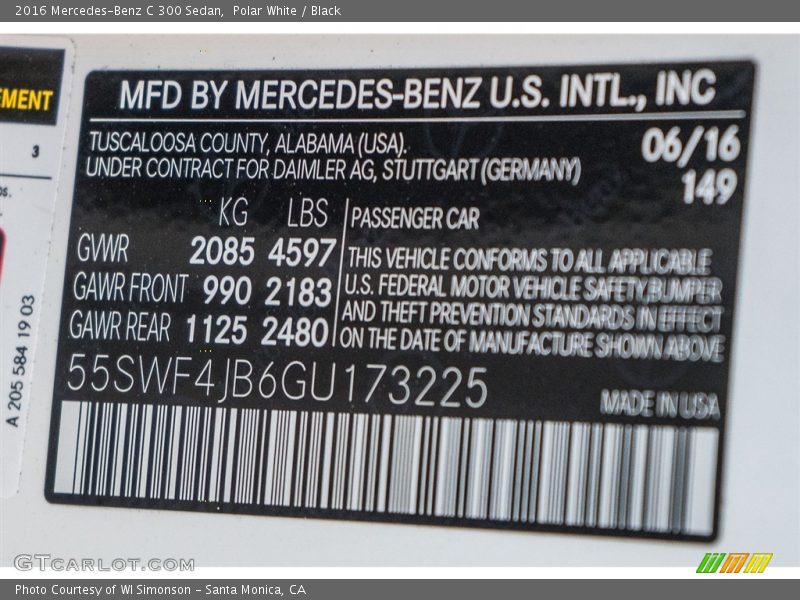 2016 Mercedes-Benz C 300 Sedan,  Polar White / Black
EMENT
3
A 205 584 19 03
MFD BY MERCEDES-BENZ U.S. INTL., INC
TUSCALOOSA COUNTY, ALABAMA (USA).
UNDER CONTRACT FOR DAIMLER AG, STUTTGART (GERMANY)
06/16
149
KG LBS
GVWR 2085 4597
GAWR FRONT 990 2183
GAWR REAR 1125 2480
PASSENGER CAR
THIS VEHICLE CONFORMS TO ALL APPLICABLE
U.S. FEDERAL MOTOR VEHICLE SAFETY,BUMPER
AND THEFT PREVENTION STANDARDS IN EFFECT
ON THE DATE OF MANUFACTURE SHOWN ABOVE
55SWF4JB6GU173225
MADE IN USA
GTcarlot.com
Photo Courtesy of WI Simonson - Santa Monica, CA